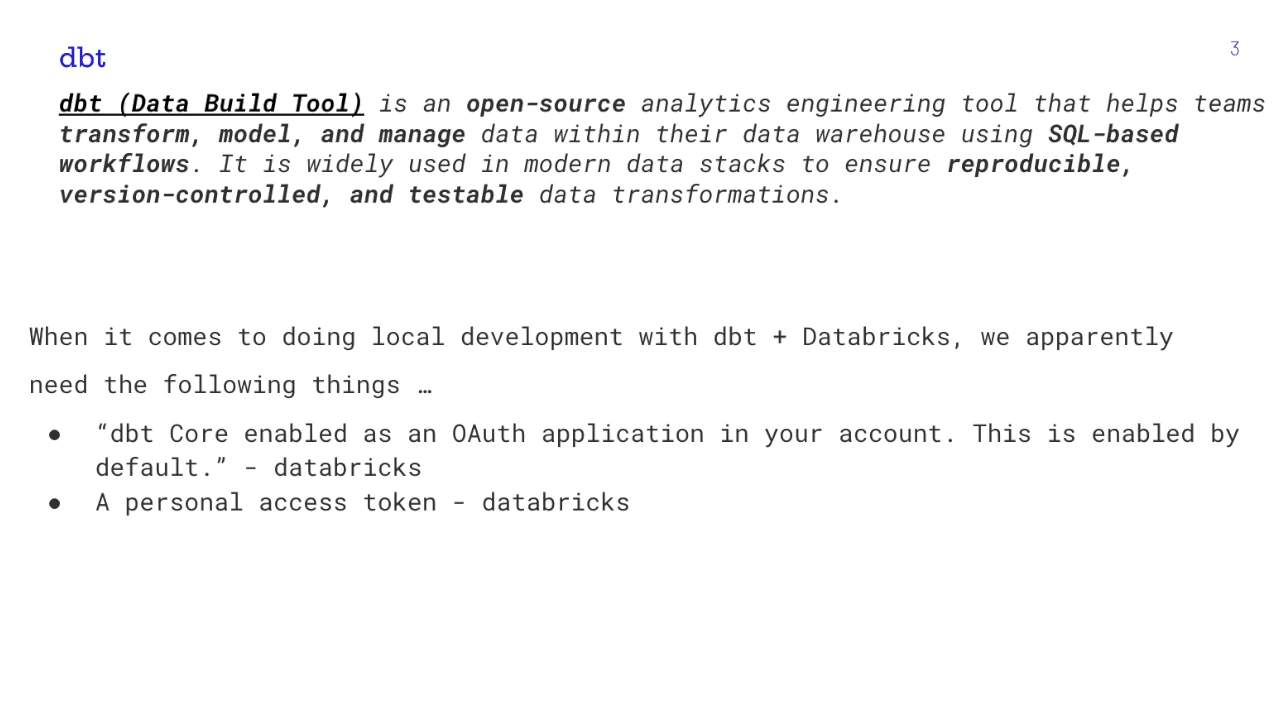 dbt
3
dbt (Data Build Tool) is an open-source analytics engineering tool that helps teams
transform, model, and manage data within their data warehouse using SQL-based
workflows. It is widely used in modern data stacks to ensure reproducible,
version-controlled, and testable data transformations.
When it comes to doing local development with dbt + Databricks, we apparently
need the following things …
● “dbt Core enabled as an OAuth application in your account. This is enabled by
default.” - databricks
● A personal access token - databricks